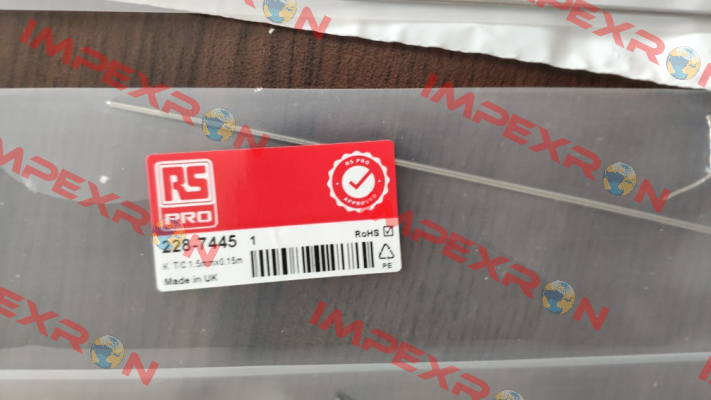 IMPEXRON
IMPEXRON
IMPEXRON
IMPEXRON
RS
PRO
RS PRO
APPROVED
228-7445 1
RoHS
K T/C 1.5mmx0.15m
Made in UK
PE
IMPEXRON
IMPEXRON
IMPEXRON